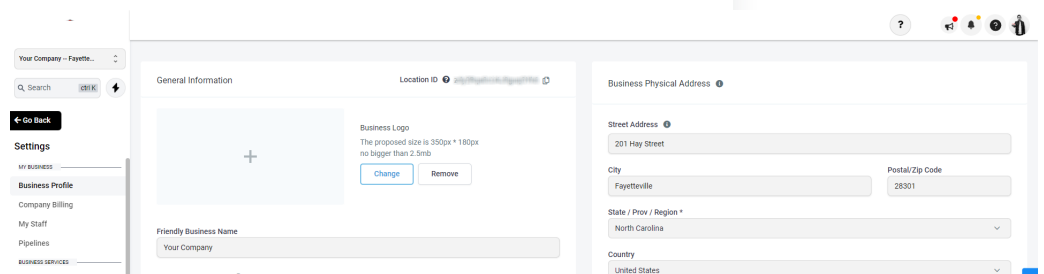 ?
Your Company -- Fayette...
Search ctrl K
Go Back
Settings
MY BUSINESS
Business Profile
Company Billing
My Staff
Pipelines
BUSINESS SERVICES
General Information
Location ID ?
Business Logo
The proposed size is 350px * 180px
no bigger than 2.5mb
Change Remove
Friendly Business Name
Your Company
Business Physical Address
Street Address
201 Hay Street
City Postal/Zip Code
Fayetteville 28301
State / Prov / Region *
North Carolina
Country
United States